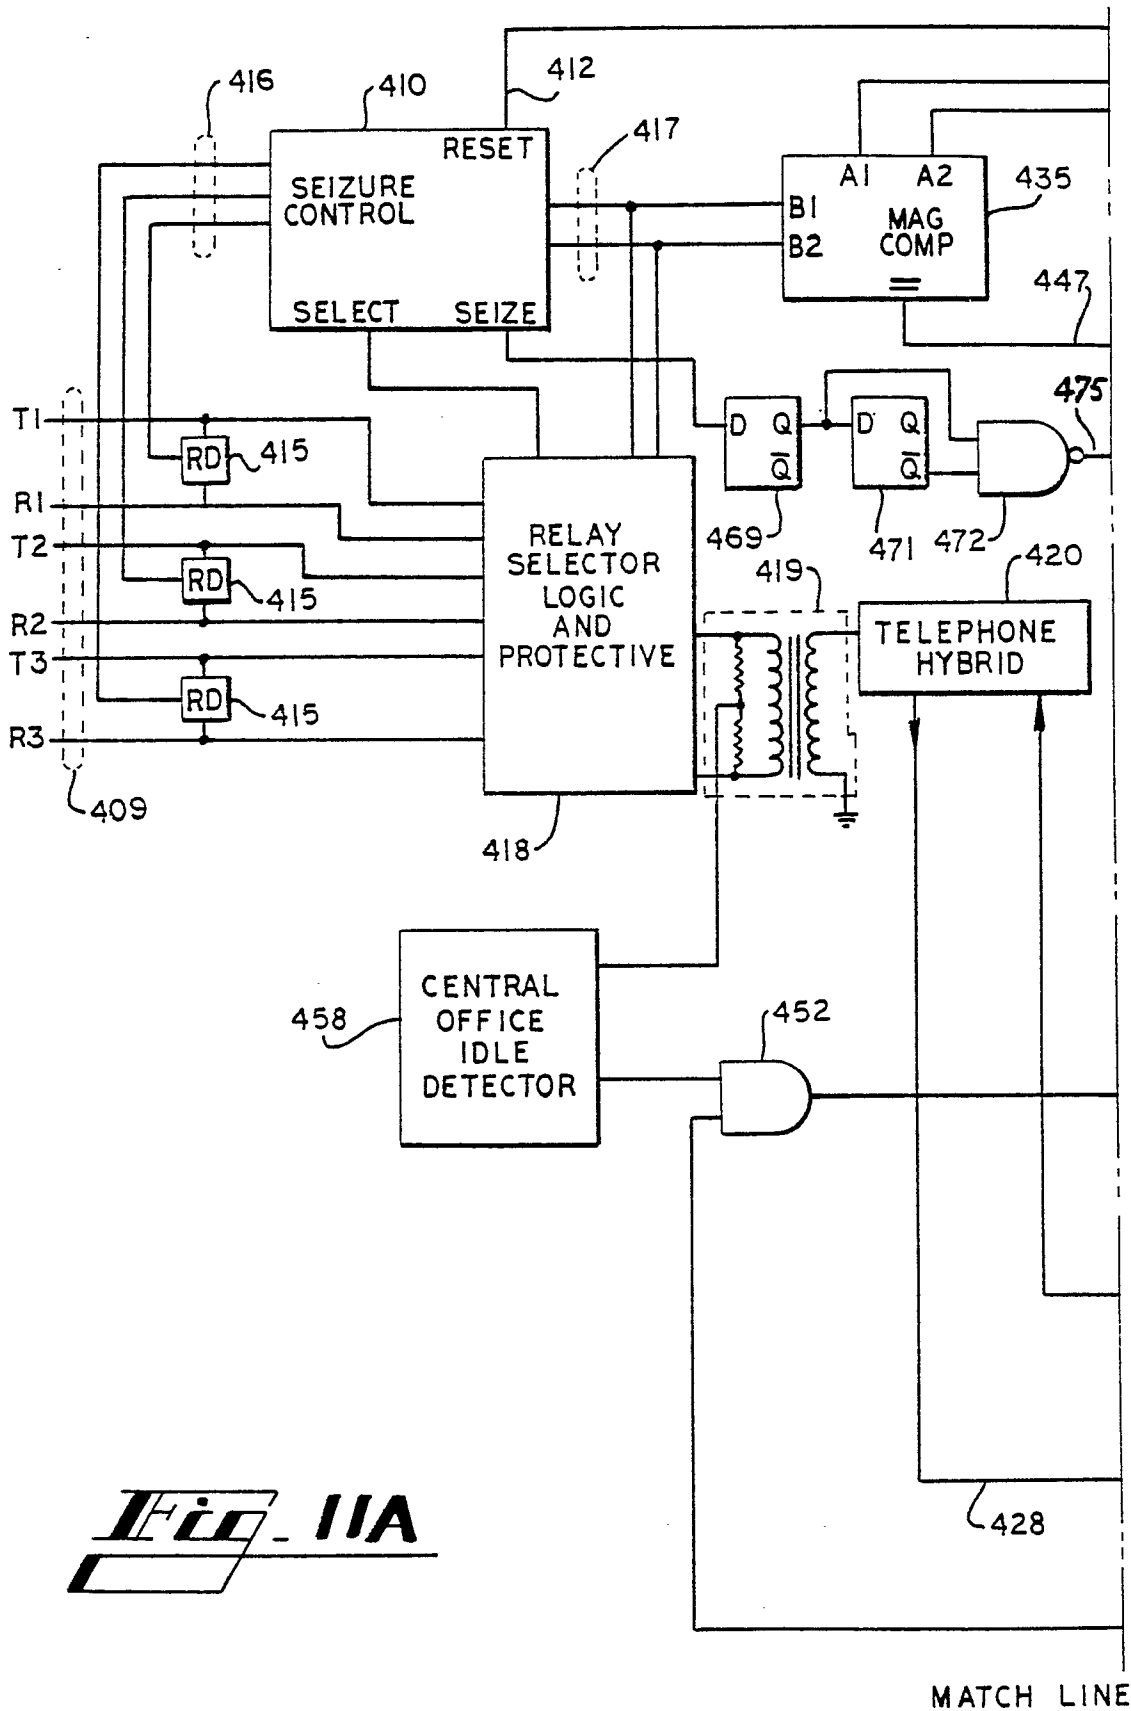 416
410
412
RESET
417
SEIZURE
CONTROL
A1 A2
435
B1
MAG
B2
COMP
=
447
SELECT SEIZE
475
T1
D Q
Q̅
D Q
Q̅
RD
415
R1
469
471
472
T2
RELAY
SELECTOR
LOGIC
AND
PROTECTIVE
419
420
RD
415
R2
TELEPHONE
HYBRID
T3
RD
415
R3
409
418
CENTRAL
OFFICE
IDLE
DETECTOR
458
452
428
Fig. 11A
MATCH LINE